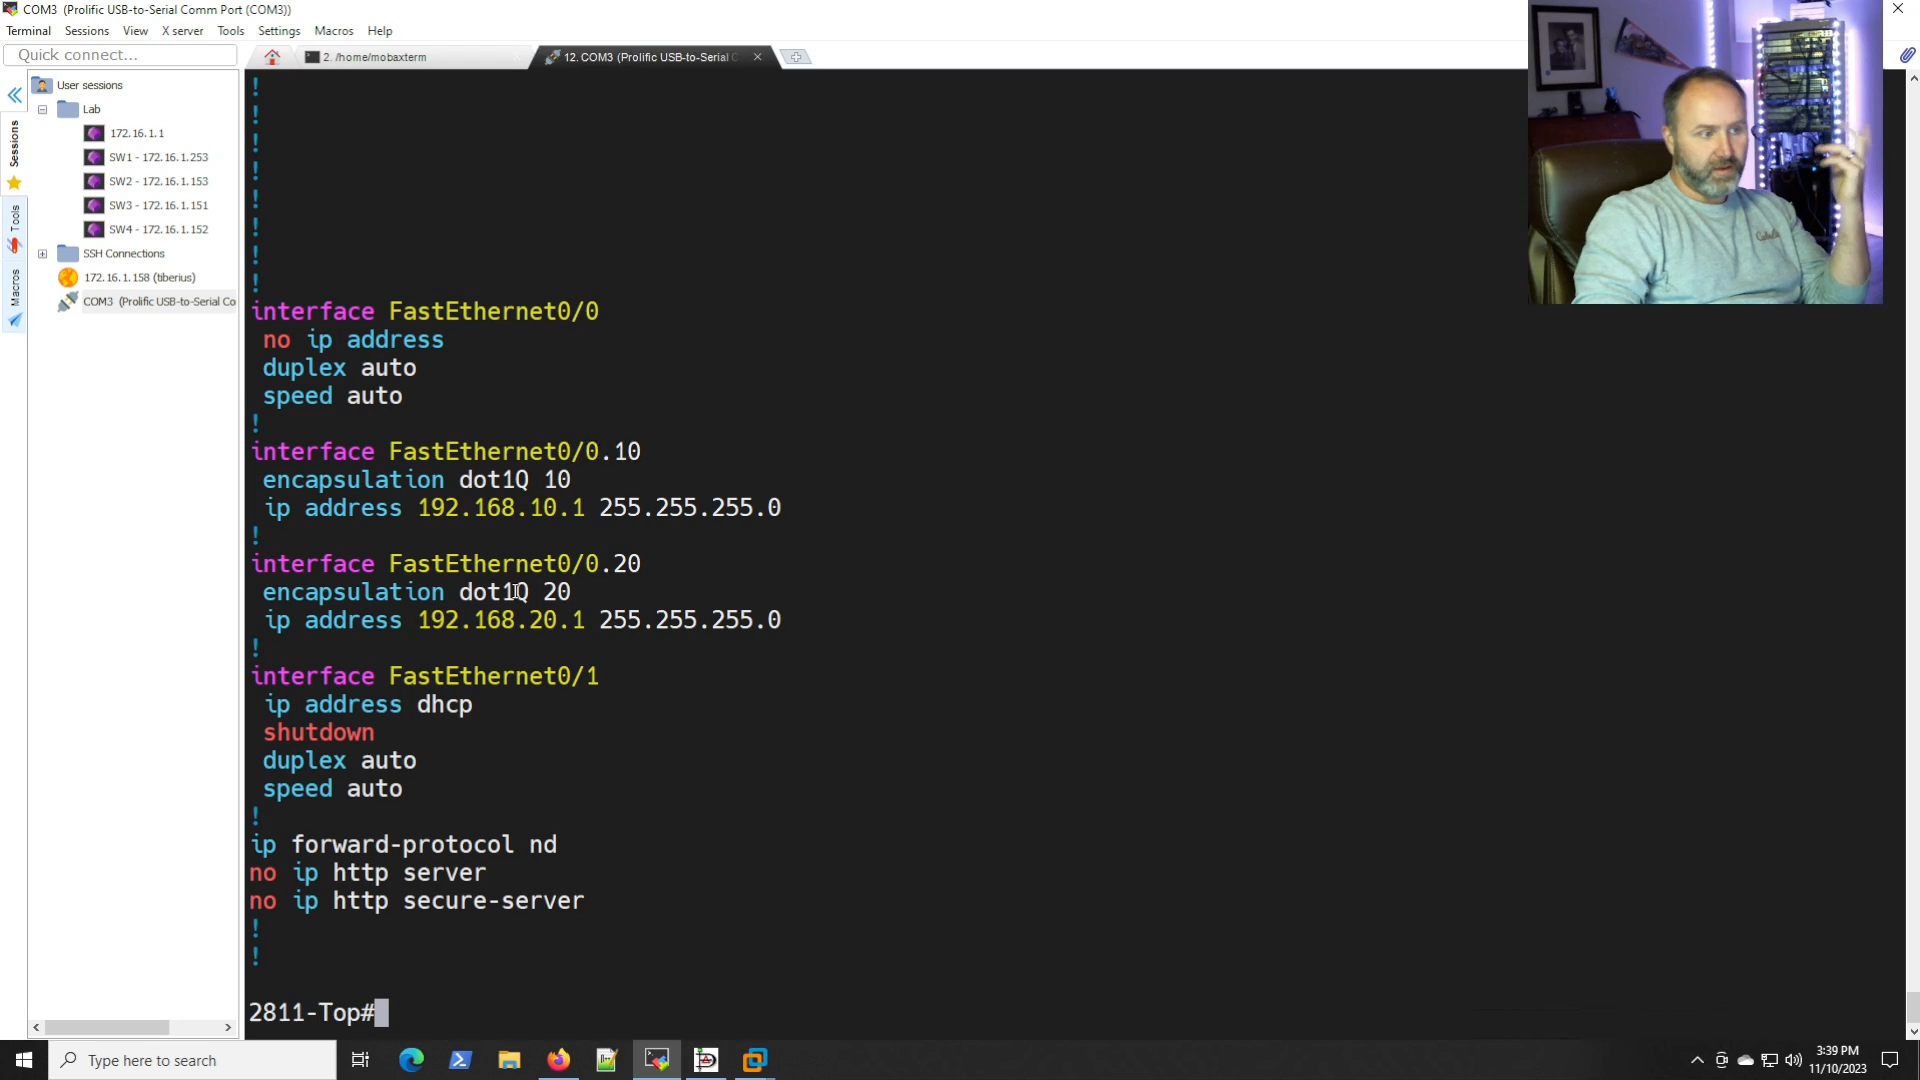 COM3 (Prolific USB-to-Serial Comm Port (COM3))
Terminal Sessions View X server Tools Settings Macros Help
Quick connect...
2. /home/mobaxterm
12. COM3 (Prolific USB-to-Serial C
User sessions
Lab
172.16.1.1
SW1 - 172.16.1.253
SW2 - 172.16.1.153
SW3 - 172.16.1.151
SW4 - 172.16.1.152
SSH Connections
172.16.1.158 (tiberius)
COM3 (Prolific USB-to-Serial Co
Sessions
Tools
Macros
!
!
!
!
!
!
!
!
interface FastEthernet0/0
no ip address
duplex auto
speed auto
!
interface FastEthernet0/0.10
encapsulation dot1Q 10
ip address 192.168.10.1 255.255.255.0
!
interface FastEthernet0/0.20
encapsulation dot1Q 20
ip address 192.168.20.1 255.255.255.0
!
interface FastEthernet0/1
ip address dhcp
shutdown
duplex auto
speed auto
!
ip forward-protocol nd
no ip http server
no ip http secure-server
!
!
2811-Top#
Type here to search
3:39 PM
11/10/2023